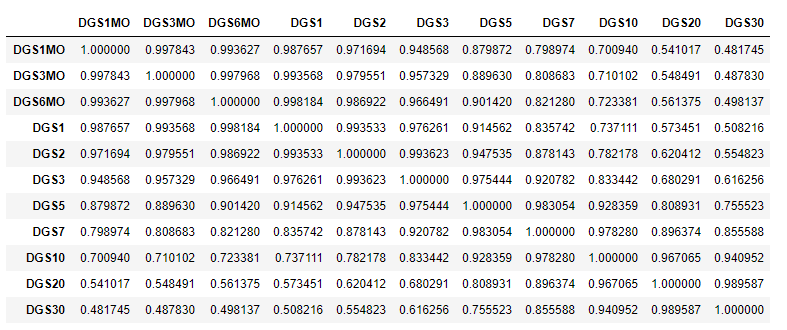 DGS1MO DGS3MO DGS6MO DGS1 DGS2 DGS3 DGS5 DGS7 DGS10 DGS20 DGS30
DGS1MO 1.000000 0.997843 0.993627 0.987657 0.971694 0.948568 0.879872 0.798974 0.700940 0.541017 0.481745
DGS3MO 0.997843 1.000000 0.997968 0.993568 0.979551 0.957329 0.889630 0.808683 0.710102 0.548491 0.487830
DGS6MO 0.993627 0.997968 1.000000 0.998184 0.986922 0.966491 0.901420 0.821280 0.723381 0.561375 0.498137
DGS1 0.987657 0.993568 0.998184 1.000000 0.993533 0.976261 0.914562 0.835742 0.737111 0.573451 0.508216
DGS2 0.971694 0.979551 0.986922 0.993533 1.000000 0.993623 0.947535 0.878143 0.782178 0.620412 0.554823
DGS3 0.948568 0.957329 0.966491 0.976261 0.993623 1.000000 0.975444 0.920782 0.833442 0.680291 0.616256
DGS5 0.879872 0.889630 0.901420 0.914562 0.947535 0.975444 1.000000 0.983054 0.928359 0.808931 0.755523
DGS7 0.798974 0.808683 0.821280 0.835742 0.878143 0.920782 0.983054 1.000000 0.978280 0.896374 0.855588
DGS10 0.700940 0.710102 0.723381 0.737111 0.782178 0.833442 0.928359 0.978280 1.000000 0.967065 0.940952
DGS20 0.541017 0.548491 0.561375 0.573451 0.620412 0.680291 0.808931 0.896374 0.967065 1.000000 0.989587
DGS30 0.481745 0.487830 0.498137 0.508216 0.554823 0.616256 0.755523 0.855588 0.940952 0.989587 1.000000